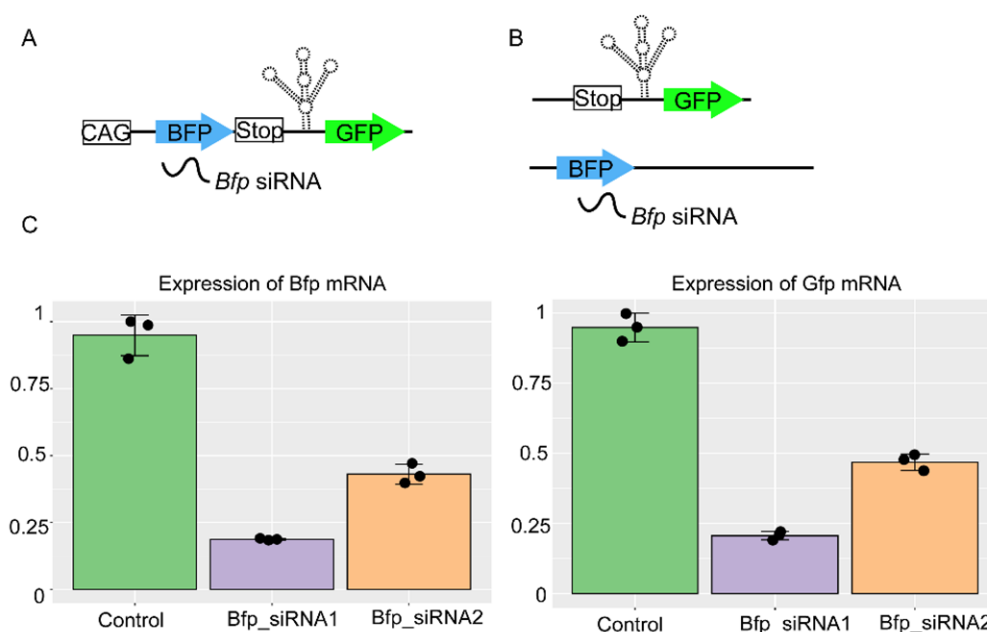 A
B
Stop
GFP
CAG
BFP
Stop
GFP
Bfp siRNA
BFP
Bfp siRNA
C
Expression of Bfp mRNA
1
0.75
0.5
0.25
0
Control
Bfp_siRNA1
Bfp_siRNA2
Expression of Gfp mRNA
1
0.75
0.5
0.25
0
Control
Bfp_siRNA1
Bfp_siRNA2